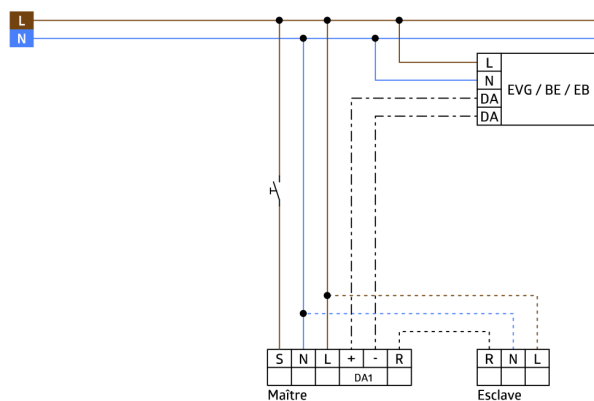 L
N
L
N
DA
DA
EVG / BE / EB
S N L + - R
DA1
R N L
Maître
Esclave